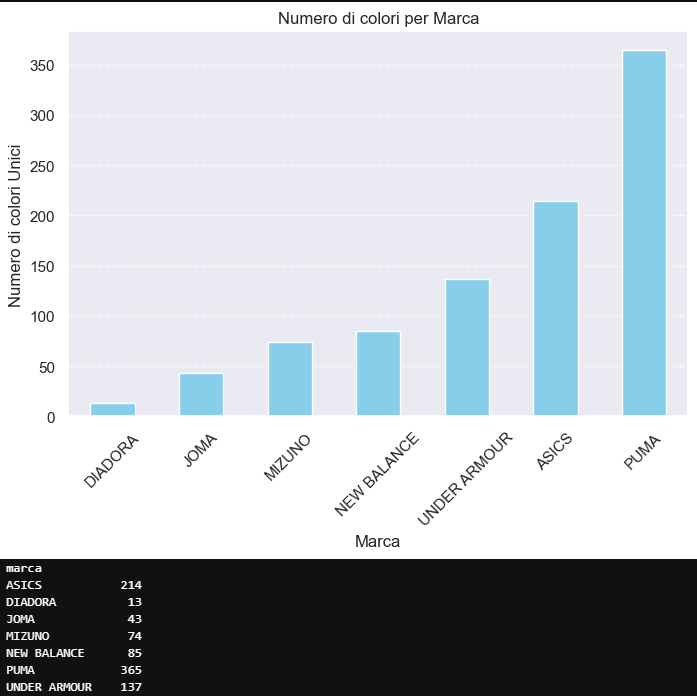 Numero di colori per Marca
Numero di colori Unici
350
300
250
200
150
100
50
0
DIADORA
JOMA
MIZUNO
NEW BALANCE
UNDER ARMOUR
ASICS
PUMA
Marca
marca
ASICS 214
DIADORA 13
JOMA 43
MIZUNO 74
NEW BALANCE 85
PUMA 365
UNDER ARMOUR 137